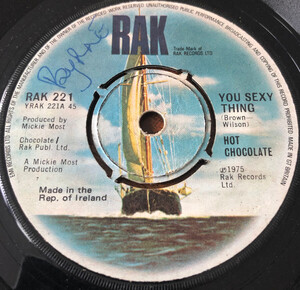 RAK
Trade Mark of
RAK RECORDS LTD
RAK 221
YRAK 221A 45
Produced by
Mickie Most
Chocolate/
Rak Publ. Ltd.
A Mickie Most
Production
Made in the
Rep. of Ireland
YOU SEXY
THING
(Brown-
Wilson)
HOT
CHOCOLATE
℗1975
Rak Records
Ltd.